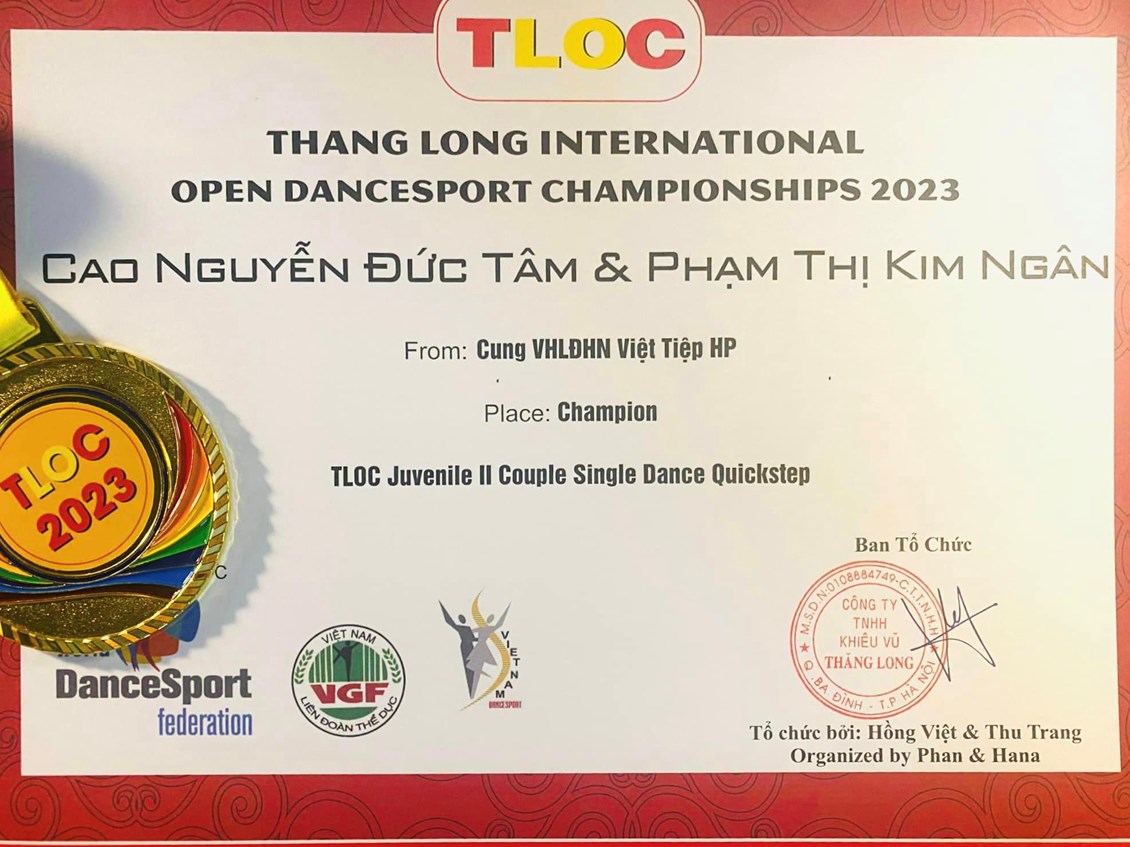 TLOC
THANG LONG INTERNATIONAL
OPEN DANCESPORT CHAMPIONSHIPS 2023
CAO NGUYỄN ĐỨC TÂM & PHẠM THỊ KIM NGÂN
From: Cung VHLĐHN Việt Tiệp HP
Place: Champion
TLOC Juvenile II Couple Single Dance Quickstep
TLOC
2023
C
Ban Tổ Chức
M.S.D.N:0108884749-C.T.T.N.H.H
CÔNG TY
TNHH
KHIÊU VŨ
THĂNG LONG
Q.BA ĐÌNH - T.P HÀ NỘI
DanceSport
federation
VIỆT NAM
VGF
LIÊN ĐOÀN THỂ DỤC
VIETNAM
DANCESPORT
Tổ chức bởi: Hồng Việt & Thu Trang
Organized by Phan & Hana